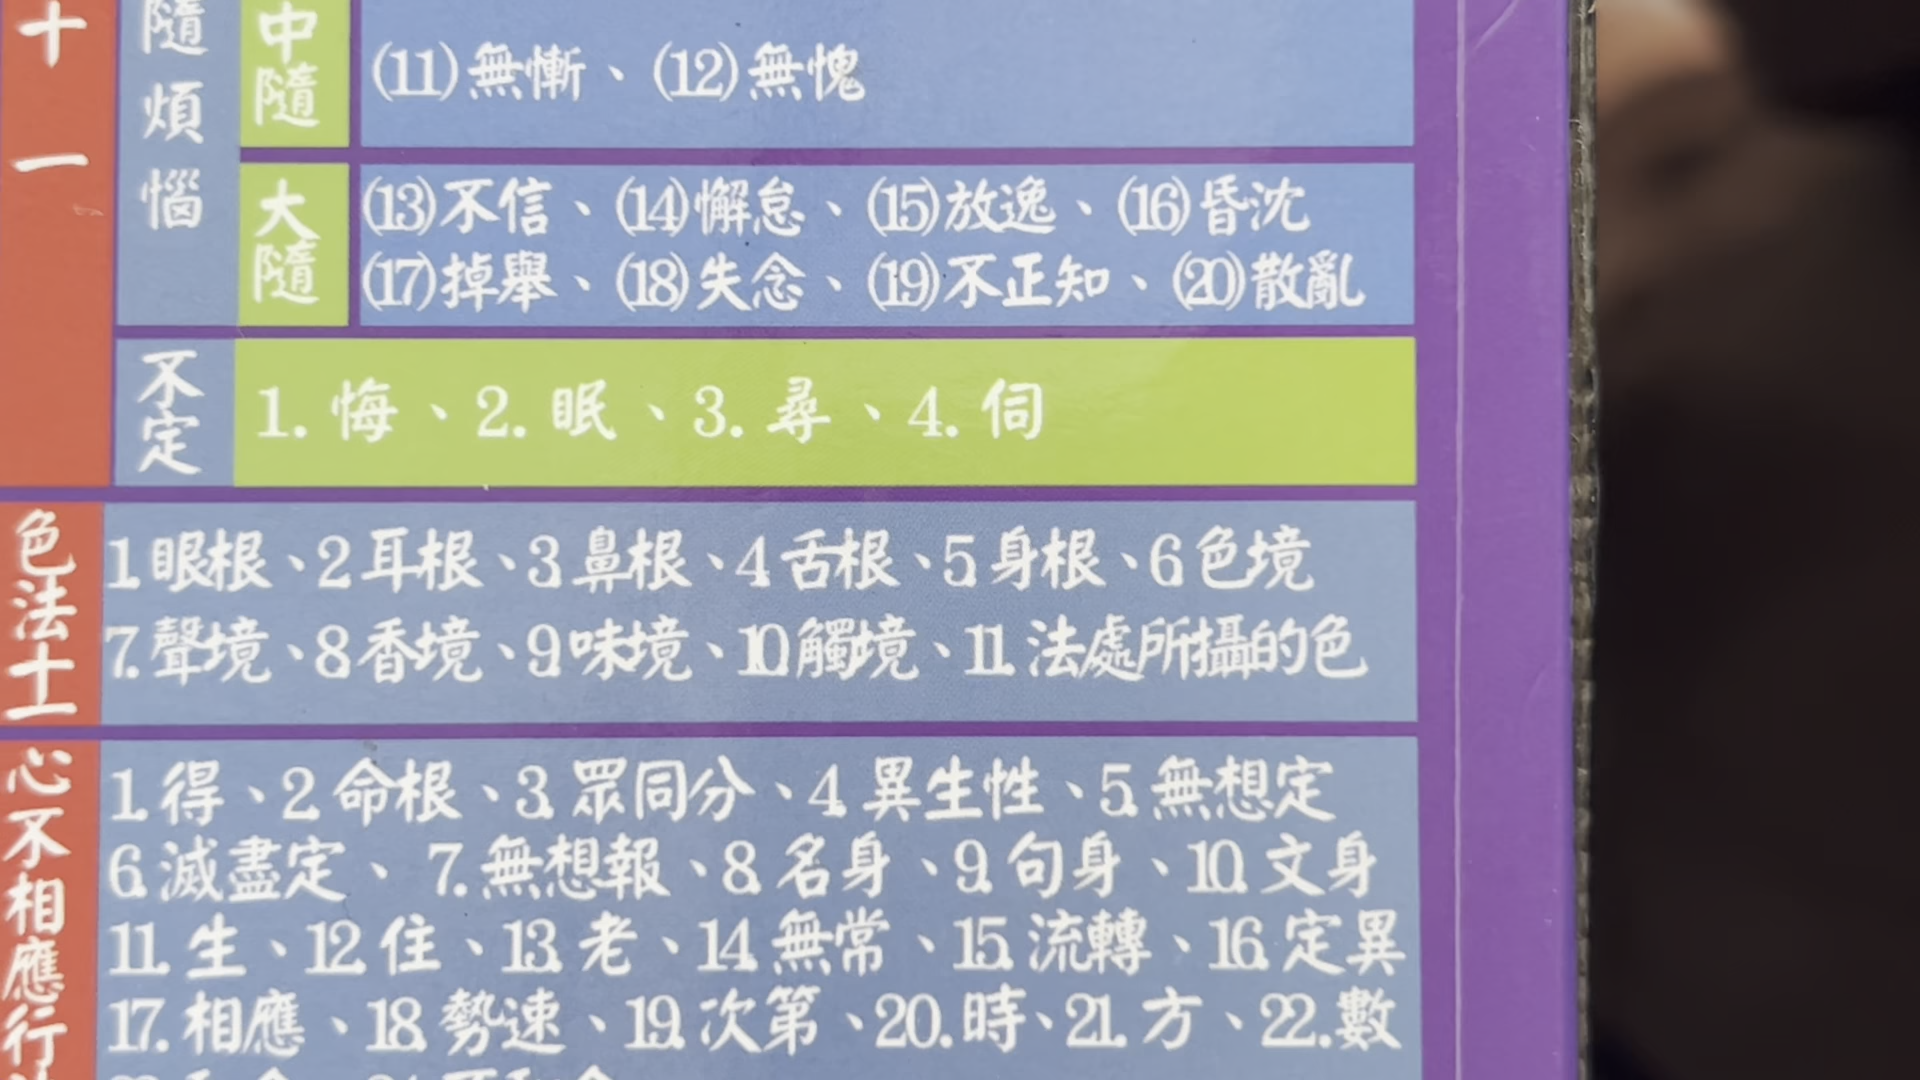 十一
隨煩惱
中隨
(11)無慚、(12)無愧
大隨
(13)不信、(14)懈怠、(15)放逸、(16)昏沈
(17)掉舉、(18)失念、(19)不正知、(20)散亂
不定
1.悔、2.眠、3.尋、4.伺
色法十一
1.眼根、2.耳根、3.鼻根、4.舌根、5.身根、6.色境
7.聲境、8.香境、9.味境、10.觸境、11.法處所攝的色
心不相應行
1.得、2.命根、3.眾同分、4.異生性、5.無想定
6.滅盡定、7.無想報、8.名身、9.句身、10.文身
11.生、12.住、13.老、14.無常、15.流轉、16.定異
17.相應、18.勢速、19.次第、20.時、21.方、22.數